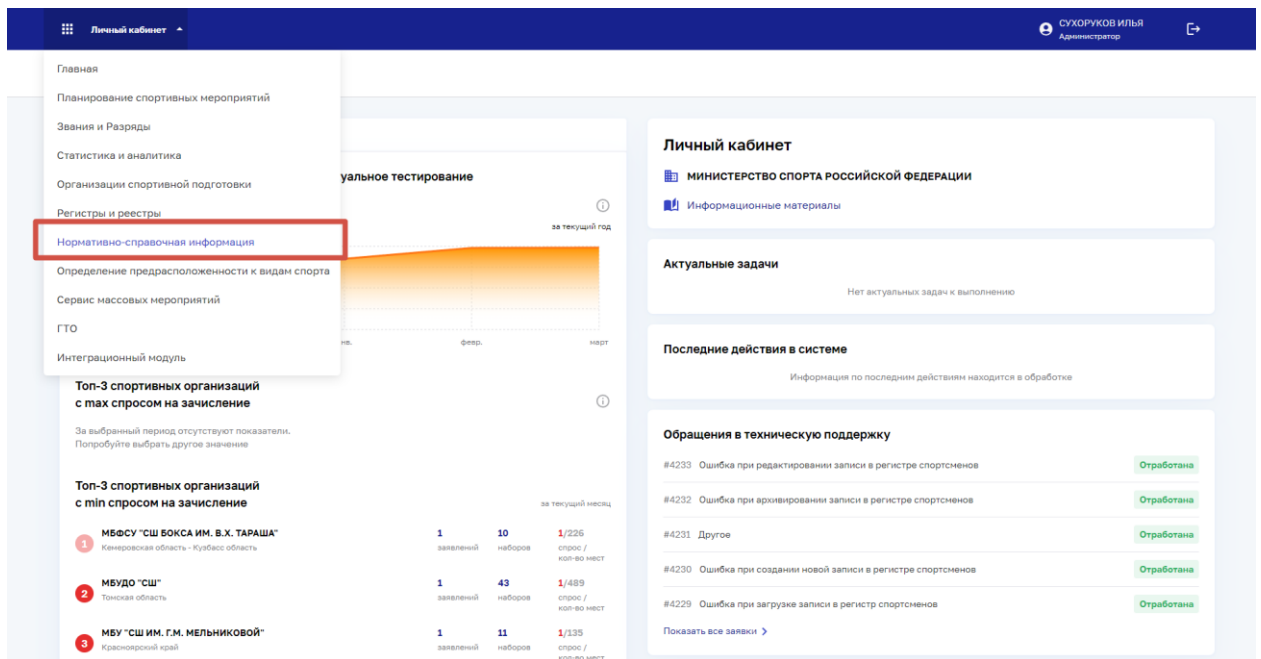 Личный кабинет
СУХОРУКОВ ИЛЬЯ
Администратор
Главная
Планирование спортивных мероприятий
Звания и Разряды
Статистика и аналитика
Организации спортивной подготовки
Регистры и реестры
Нормативно-справочная информация
Определение предрасположенности к видам спорта
Сервис массовых мероприятий
ГТО
Интеграционный модуль
уальное тестирование
за текущий год
нв.
февр.
март
Топ-3 спортивных организаций
с max спросом на зачисление
За выбранный период отсутствуют показатели.
Попробуйте выбрать другое значение
Топ-3 спортивных организаций
с min спросом на зачисление
за текущий месяц
1
МБФСУ "СШ БОКСА ИМ. В.Х. ТАРАША"
Кемеровская область - Кузбасс область
1
заявлений
10
наборов
1/226
спрос /
кол-во мест
2
МБУДО "СШ"
Томская область
1
заявлений
43
наборов
1/489
спрос /
кол-во мест
3
МБУ "СШ ИМ. Г.М. МЕЛЬНИКОВОЙ"
Красноярский край
1
заявлений
11
наборов
1/135
спрос /
кол-во мест
Личный кабинет
МИНИСТЕРСТВО СПОРТА РОССИЙСКОЙ ФЕДЕРАЦИИ
Информационные материалы
Актуальные задачи
Нет актуальных задач к выполнению
Последние действия в системе
Информация по последним действиям находится в обработке
Обращения в техническую поддержку
#4233 Ошибка при редактировании записи в регистре спортсменов Отработана
#4232 Ошибка при архивировании записи в регистре спортсменов Отработана
#4231 Другое Отработана
#4230 Ошибка при создании новой записи в регистре спортсменов Отработана
#4229 Ошибка при загрузке записи в регистр спортсменов Отработана
Показать все заявки